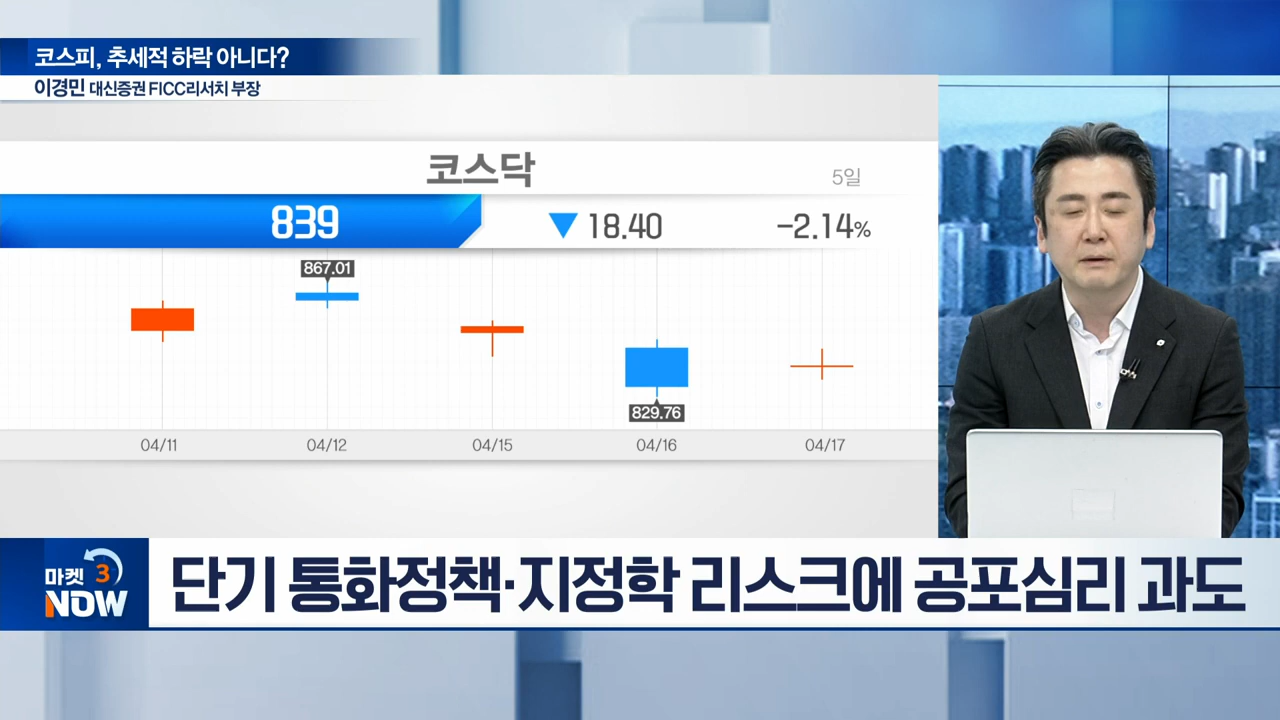 코스피, 추세적 하락 아니다?
이경민 대신증권 FICC리서치 부장
코스닥
5일
839
▼ 18.40
-2.14%
867.01
829.76
04/11 04/12 04/15 04/16 04/17
마켓 3
NOW
단기 통화정책·지정학 리스크에 공포심리 과도